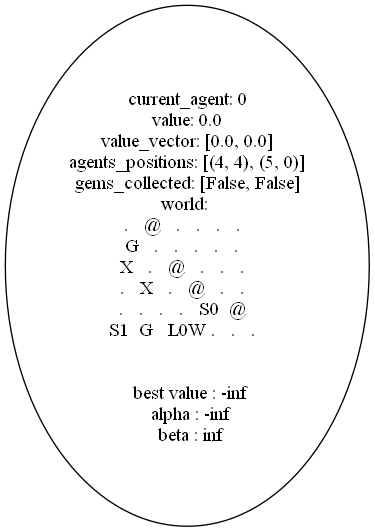 current_agent: 0
value: 0.0
value_vector: [0.0, 0.0]
agents_positions: [(4, 4), (5, 0)]
gems_collected: [False, False]
world:
. @ . . . .
G . . . . .
X . @ . . .
. X . @ . .
. . . . S0 @
S1 G L0W . . .
best value : -inf
alpha : -inf
beta : inf